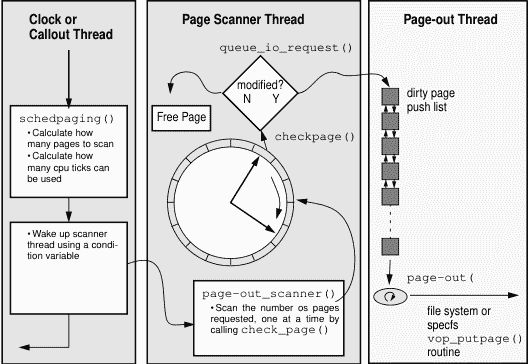 Clock or
Callout Thread
schedpaging()
• Calculate how
many pages to scan
• Calculate how
many cpu ticks can
be used
• Wake up scanner
thread using a condi-
tion variable
Page Scanner Thread
queue_io_request()
modified?
N Y
Free Page
checkpage()
page-out_scanner()
• Scan the number os pages
requested, one at a time by
calling check_page()
Page-out Thread
dirty page
push list
page-out(
file system or
specfs
vop_putpage()
routine